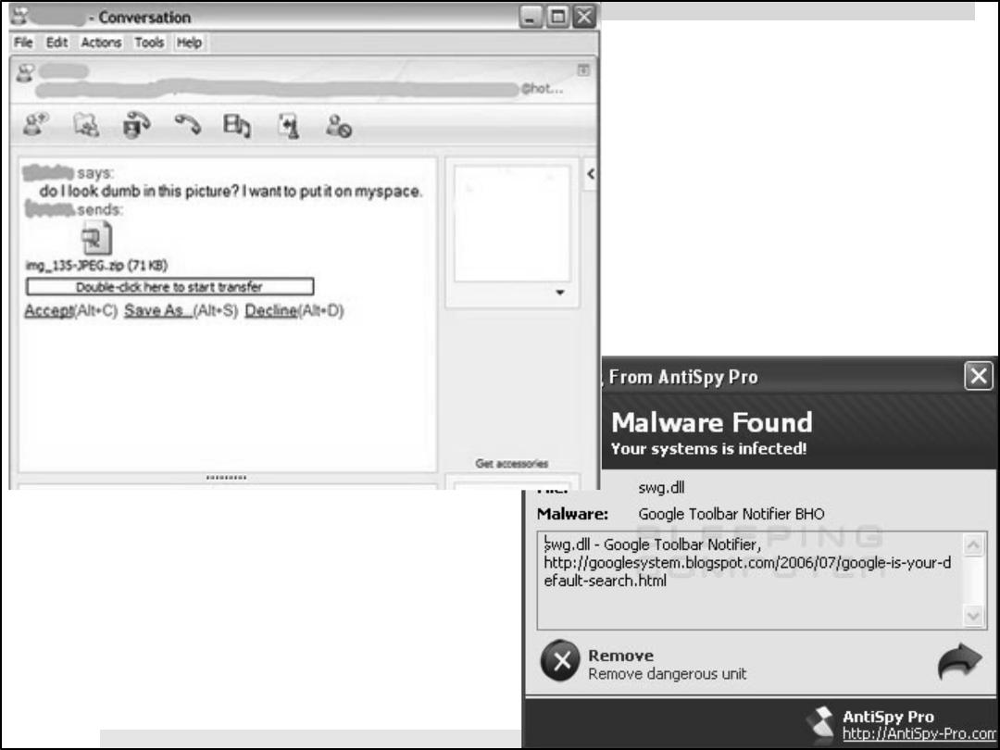 - Conversation
File Edit Actions Tools Help
@hot...
says:
do I look dumb in this picture? I want to put it on myspace.
sends:
img_135-JPEG.zip (71 KB)
Double-click here to start transfer
Accept(Alt+C) Save As...(Alt+S) Decline(Alt+D)
Get accessories
From AntiSpy Pro
Malware Found
Your systems is infected!
File: swg.dll
Malware: Google Toolbar Notifier BHO
BLEEPING
COMPUTER
swg.dll - Google Toolbar Notifier,
http://googlesystem.blogspot.com/2006/07/google-is-your-d
efault-search.html
Remove
Remove dangerous unit
AntiSpy Pro
http://AntiSpy-Pro.com